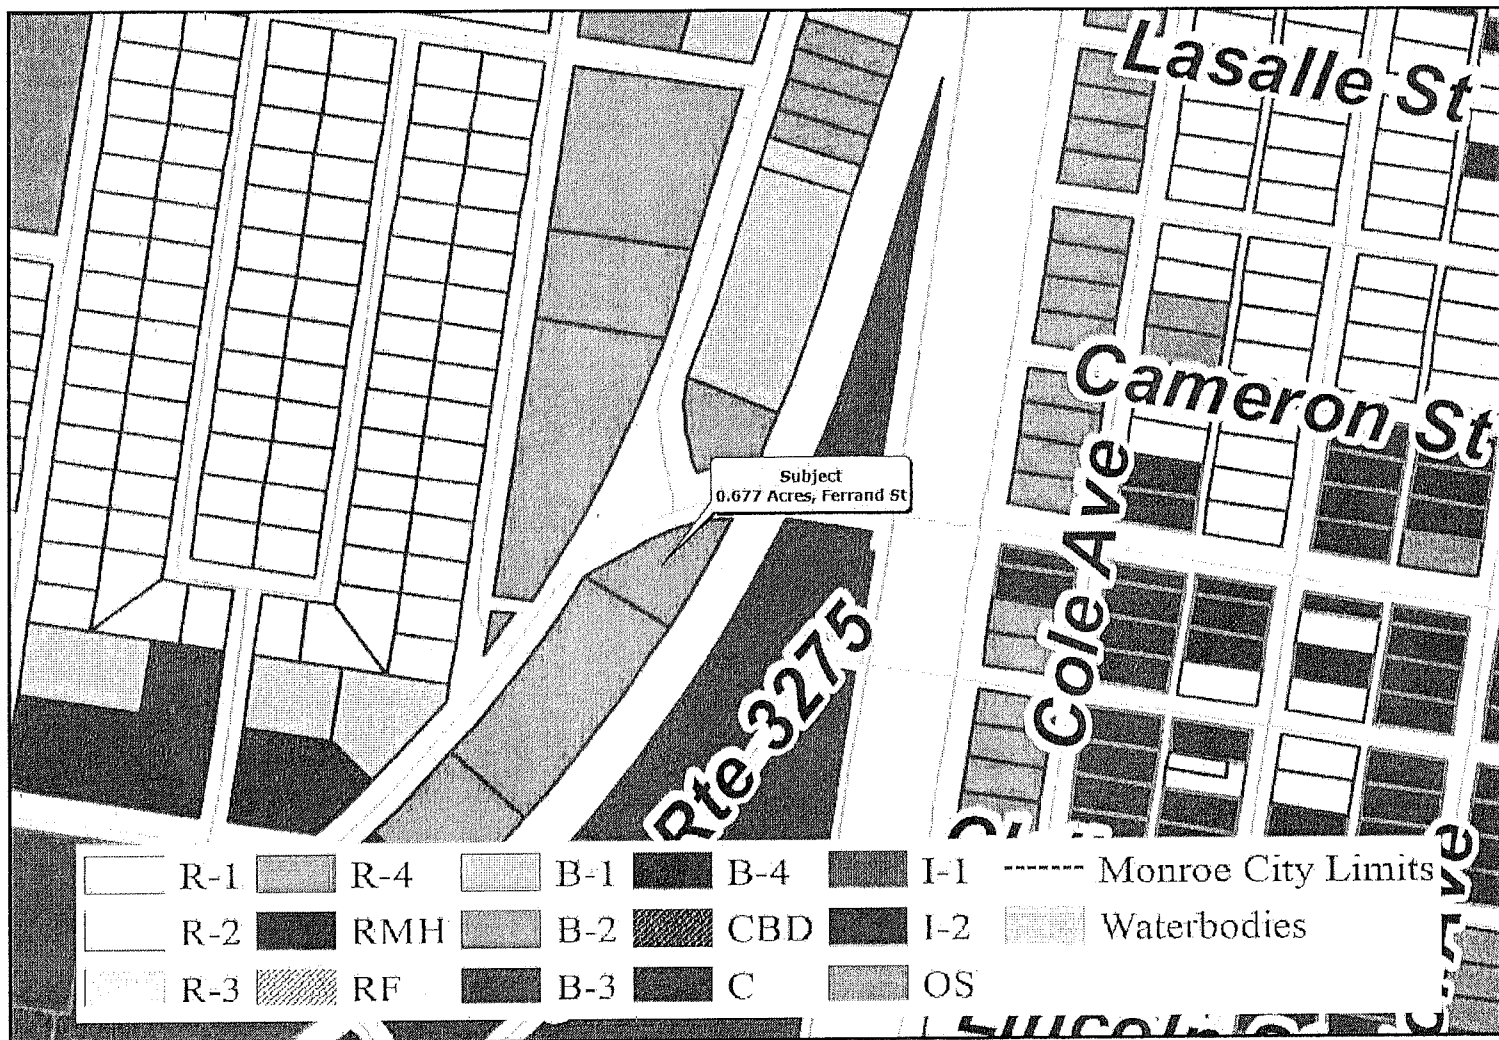 Lasalle St
Cameron St
Subject
0.677 Acres, Ferrand St
Cole Ave
Rte-3275
R-1 R-4 B-1 B-4 I-1 Monroe City Limits
R-2 RMH B-2 CBD I-2 Waterbodies
R-3 RF B-3 C OS
Lincoln